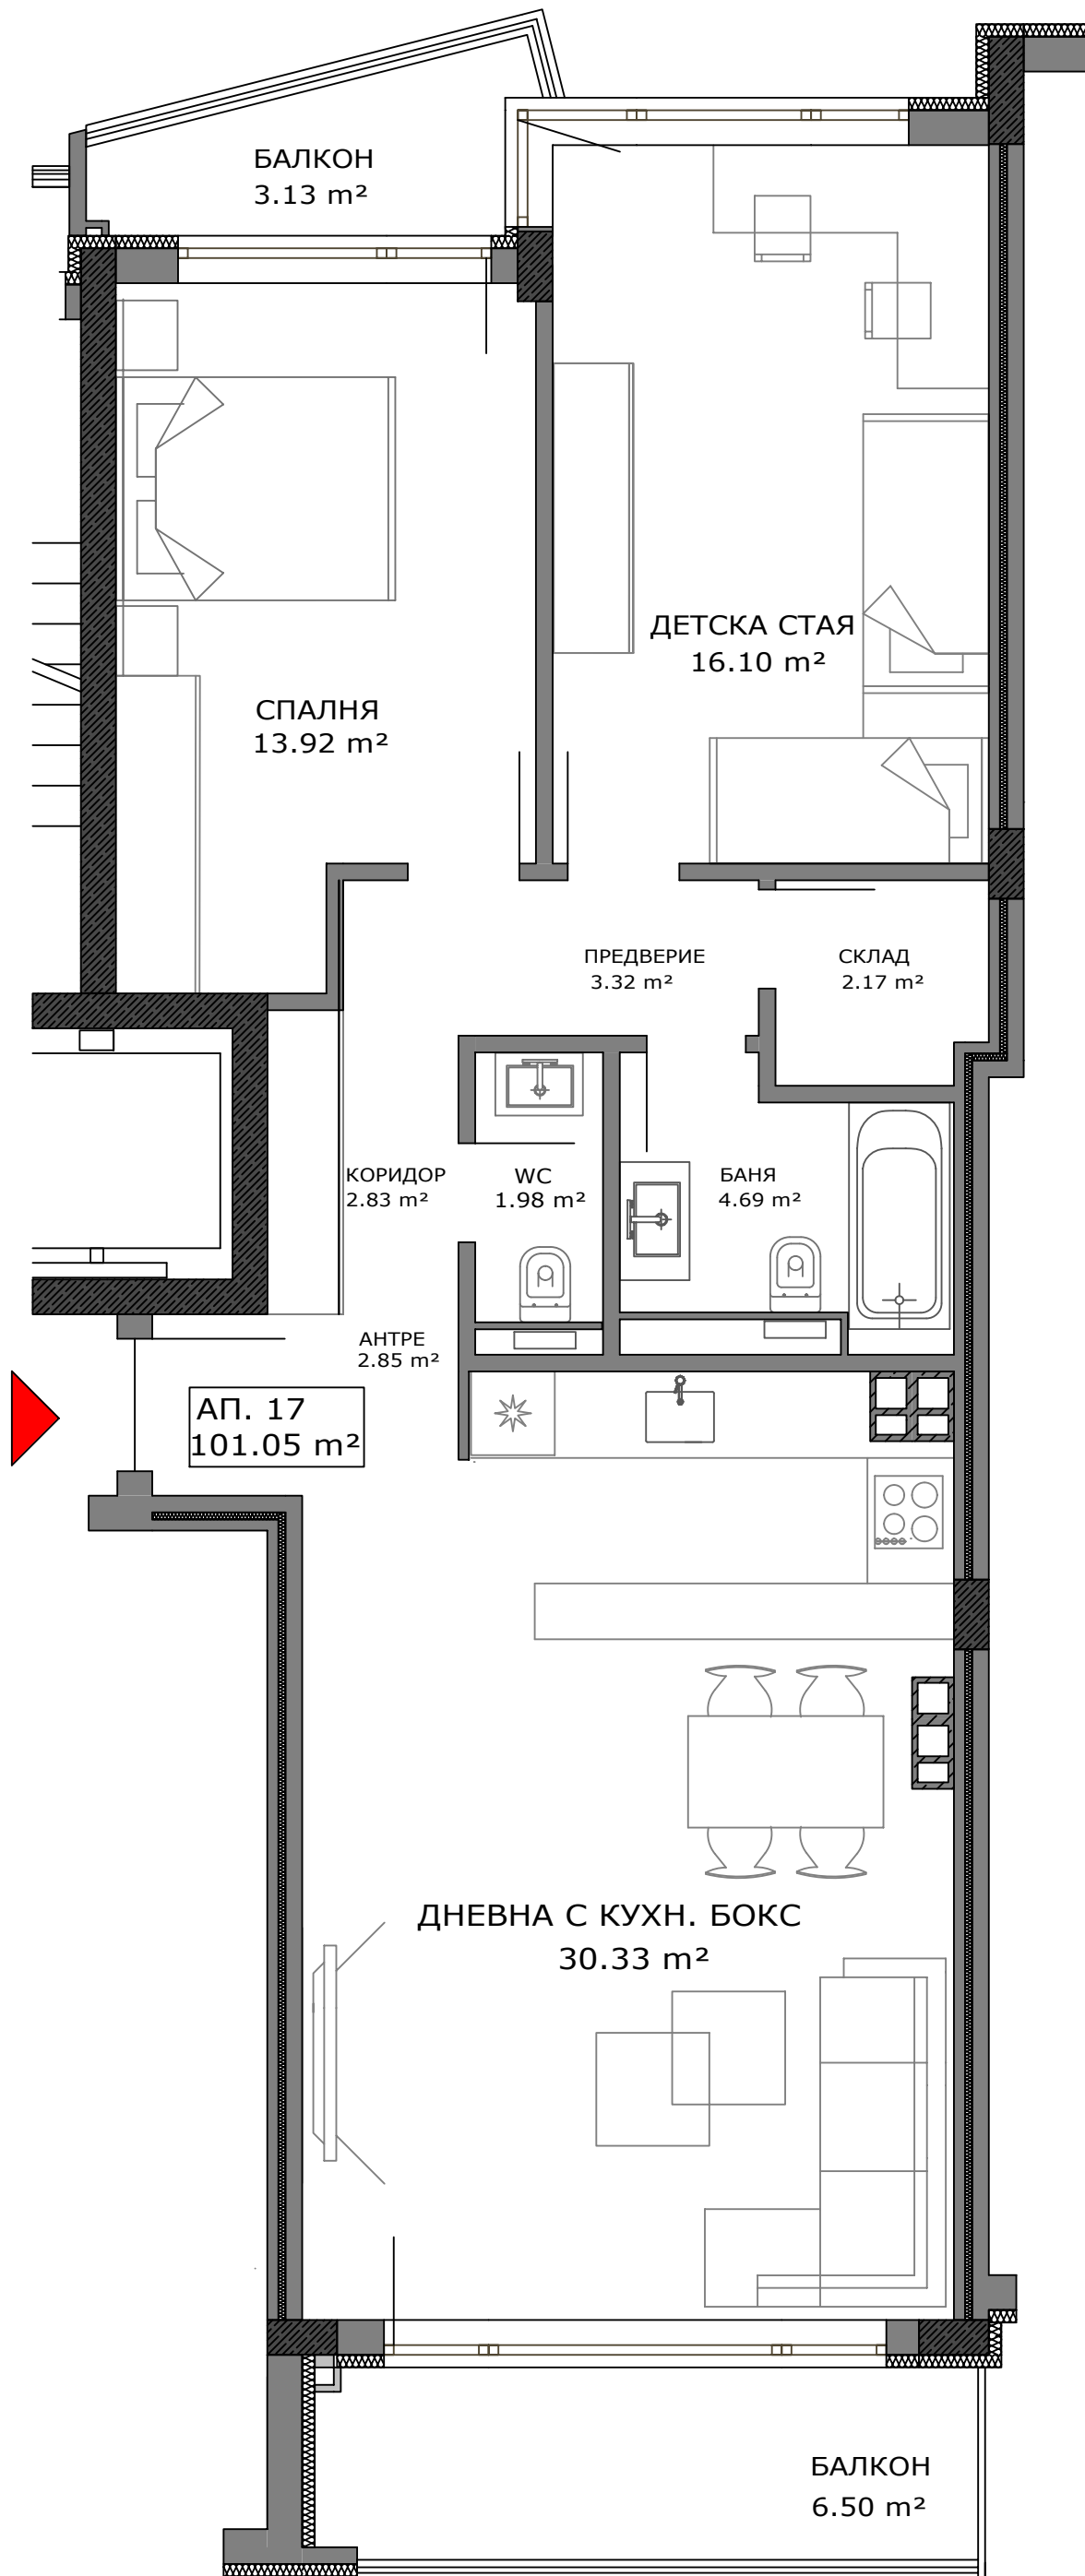 БАЛКОН
3.13 m²
ДЕТСКА СТАЯ
16.10 m²
СПАЛНЯ
13.92 m²
ПРЕДВЕРИЕ
3.32 m²
СКЛАД
2.17 m²
КОРИДОР
2.83 m²
WC
1.98 m²
БАНЯ
4.69 m²
АНТРЕ
2.85 m²
АП. 17
101.05 m²
ДНЕВНА С КУХН. БОКС
30.33 m²
БАЛКОН
6.50 m²